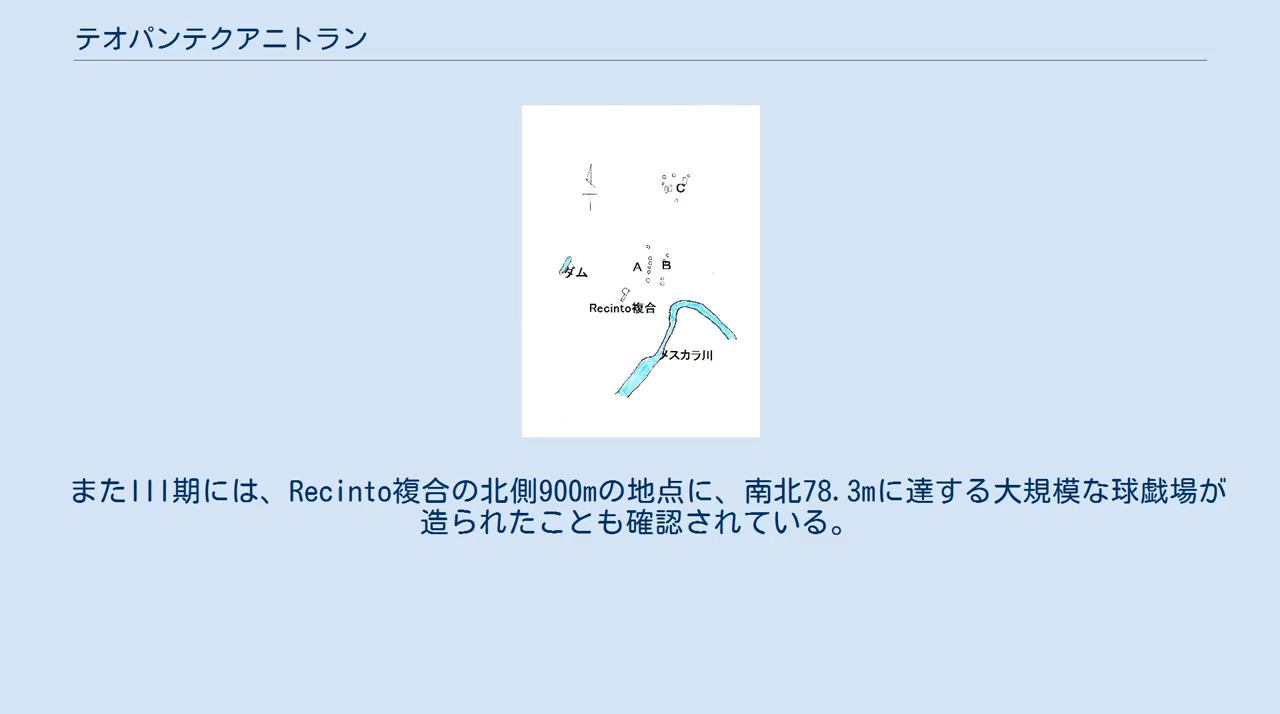 テオパンテクアニトラン
C
ダム
A
B
Recinto複合
メスカラ川
またIII期には、Recinto複合の北側900mの地点に、南北78.3mに達する大規模な球戯場が
造られたことも確認されている。